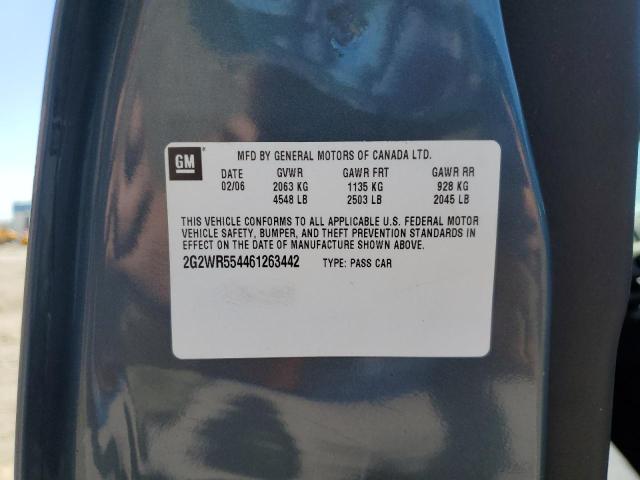 GM MFD BY GENERAL MOTORS OF CANADA LTD.
DATE GVWR GAWR FRT GAWR RR
02/06 2063 KG 1135 KG 928 KG
4548 LB 2503 LB 2045 LB
THIS VEHICLE CONFORMS TO ALL APPLICABLE U.S. FEDERAL MOTOR
VEHICLE SAFETY, BUMPER, AND THEFT PREVENTION STANDARDS IN
EFFECT ON THE DATE OF MANUFACTURE SHOWN ABOVE.
2G2WR554461263442 TYPE: PASS CAR